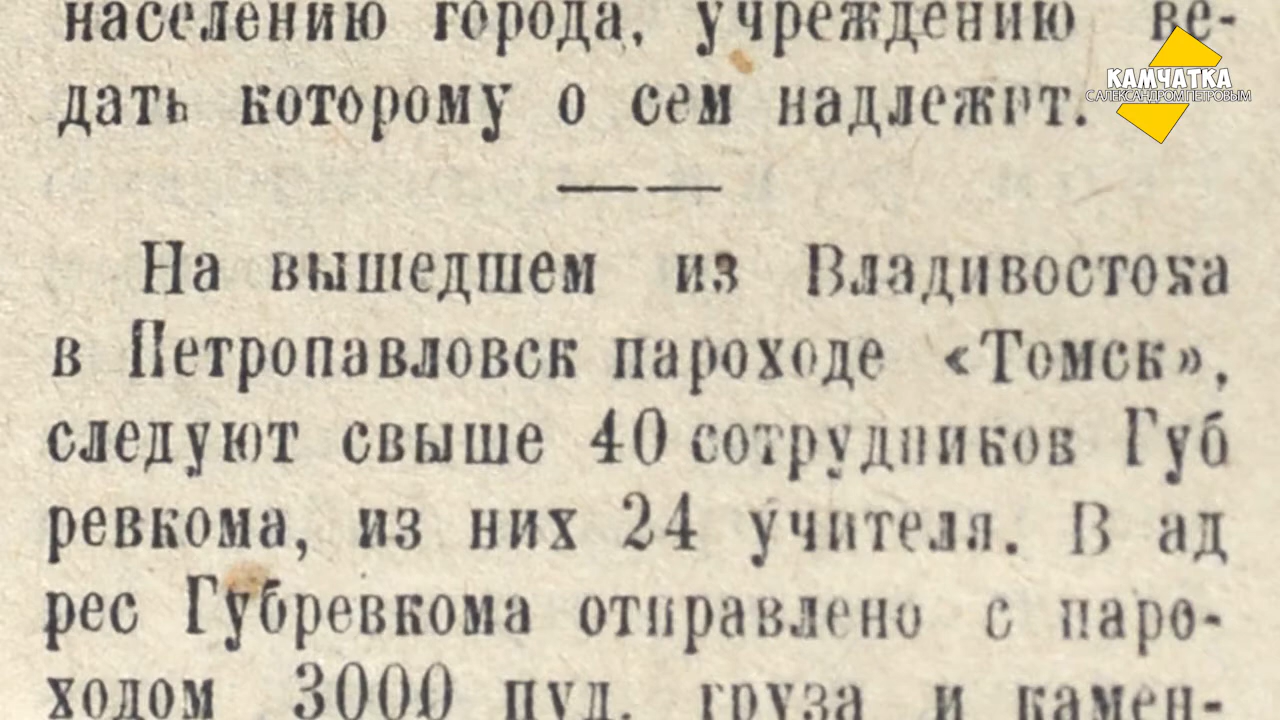 населению города, учреждению ве-
дать которому о сем надлежит.
КАМЧАТКА
С АЛЕКСАНДРОМ ПЕТРОВЫМ
На вышедшем из Владивостока
в Петропавловск пароходе «Томск»,
следуют свыше 40 сотрудников Губ
ревкома, из них 24 учителя. В ад
рес Губревкома отправлено с паро-
ходом 3000 пуд. груза и камен-